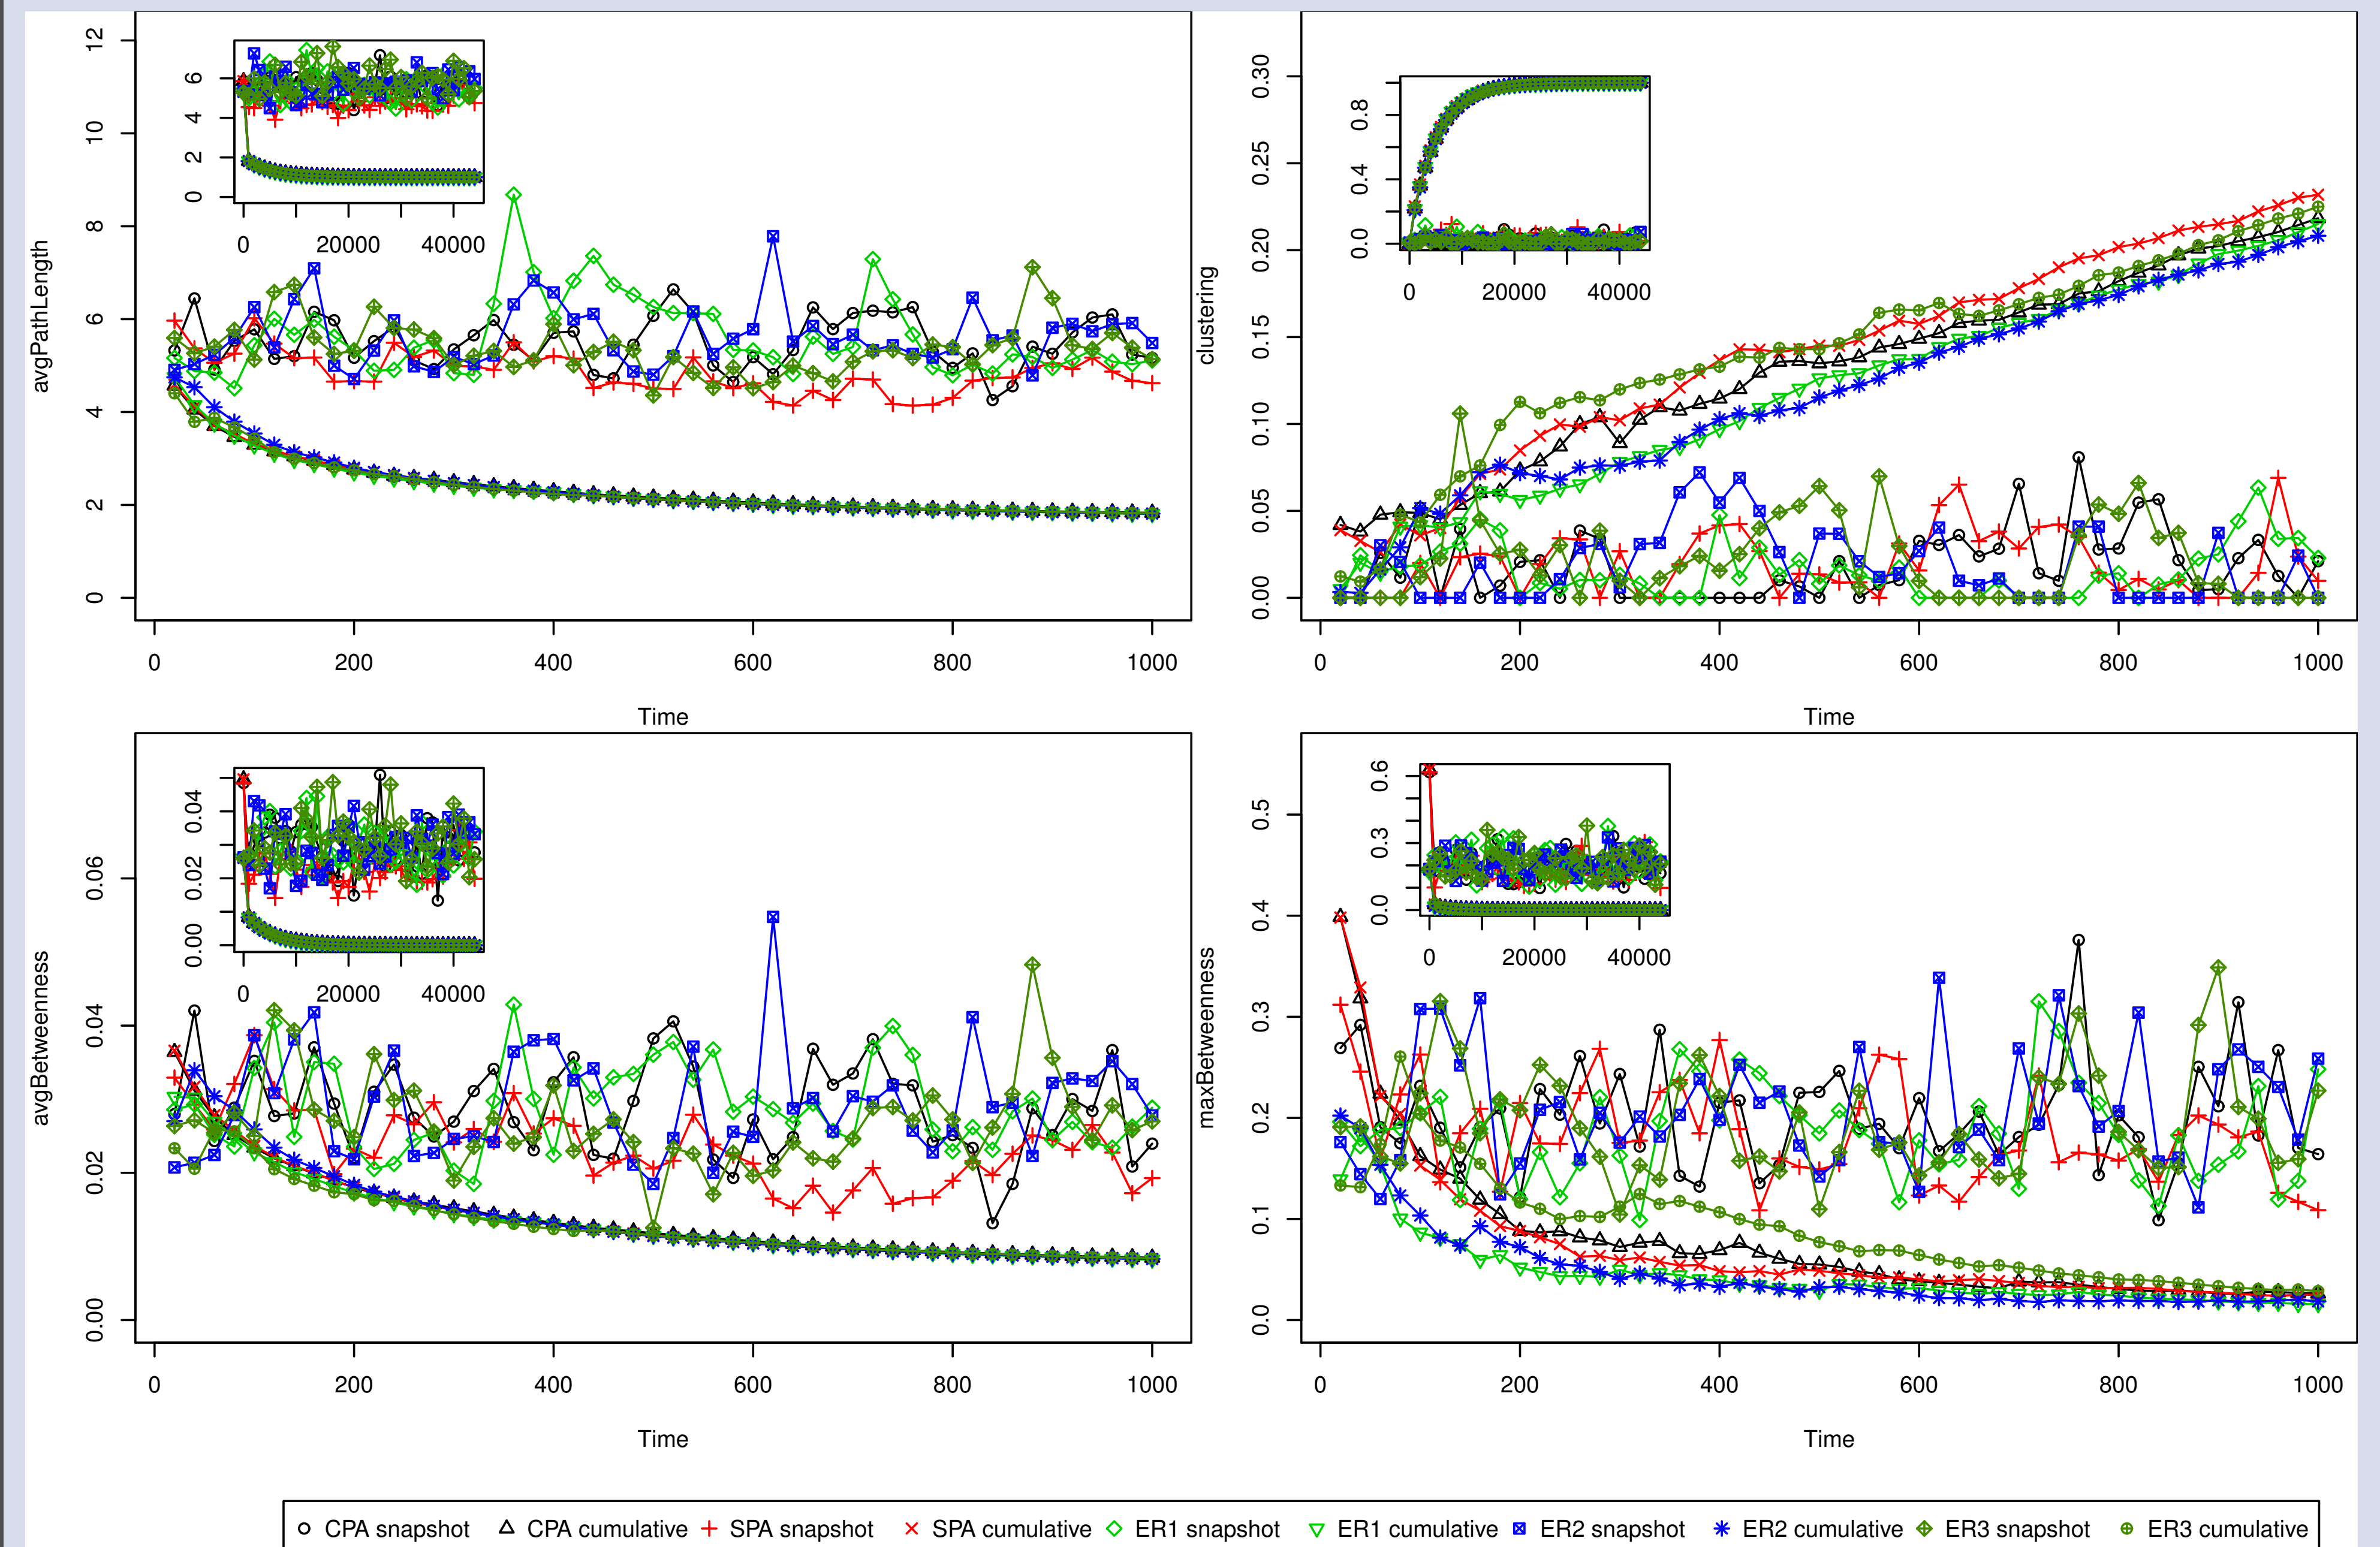 avgPathLength
0 2 4 6 8 10 12
0 2 4 6
0 20000 40000
0 200 400 600 800 1000
Time
clustering
0.00 0.05 0.10 0.15 0.20 0.25 0.30
0.0 0.4 0.8
0 20000 40000
0 200 400 600 800 1000
Time
avgBetweenness
0.00 0.02 0.04 0.06
0.00 0.02 0.04
0 20000 40000
0 200 400 600 800 1000
Time
maxBetweenness
0.0 0.1 0.2 0.3 0.4 0.5
0.0 0.3 0.6
0 20000 40000
0 200 400 600 800 1000
Time
CPA snapshot CPA cumulative SPA snapshot SPA cumulative ER1 snapshot ER1 cumulative ER2 snapshot ER2 cumulative ER3 snapshot ER3 cumulative